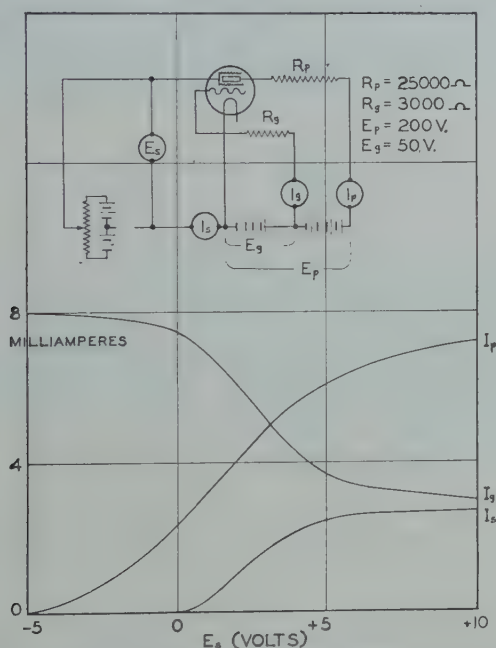 Rp
Rp = 25000 Ω
Rg = 3000 Ω
Ep = 200 V.
Eg = 50 V.
Rg
Es
Ig
Ip
Is
Eg
Ep
8
MILLIAMPERES
Ip
4
Ig
Is
0
-5
0
+5
+10
Es (VOLTS)